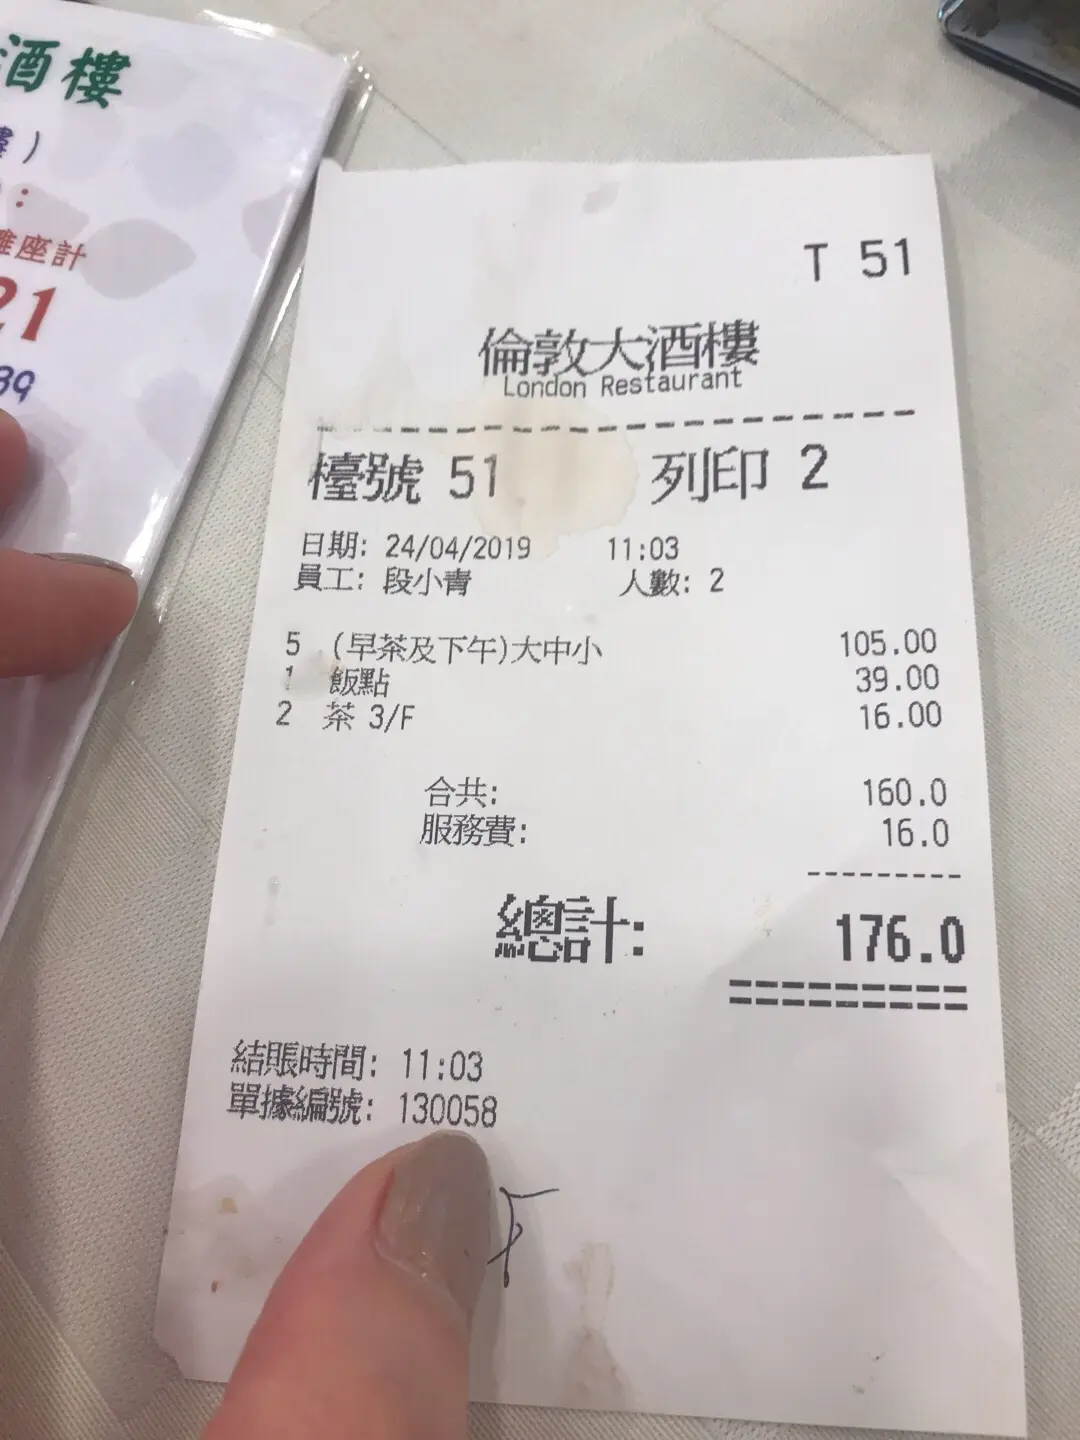 酒樓
樓)
:
座計
21
39
T 51
倫敦大酒樓
London Restaurant
檯號 51 列印 2
日期: 24/04/2019 11:03
員工: 段小青 人數: 2
5 (早茶及下午)大中小 105.00
1 飯點 39.00
2 茶 3/F 16.00
合共: 160.0
服務費: 16.0
總計: 176.0
結賬時間: 11:03
單據編號: 130058